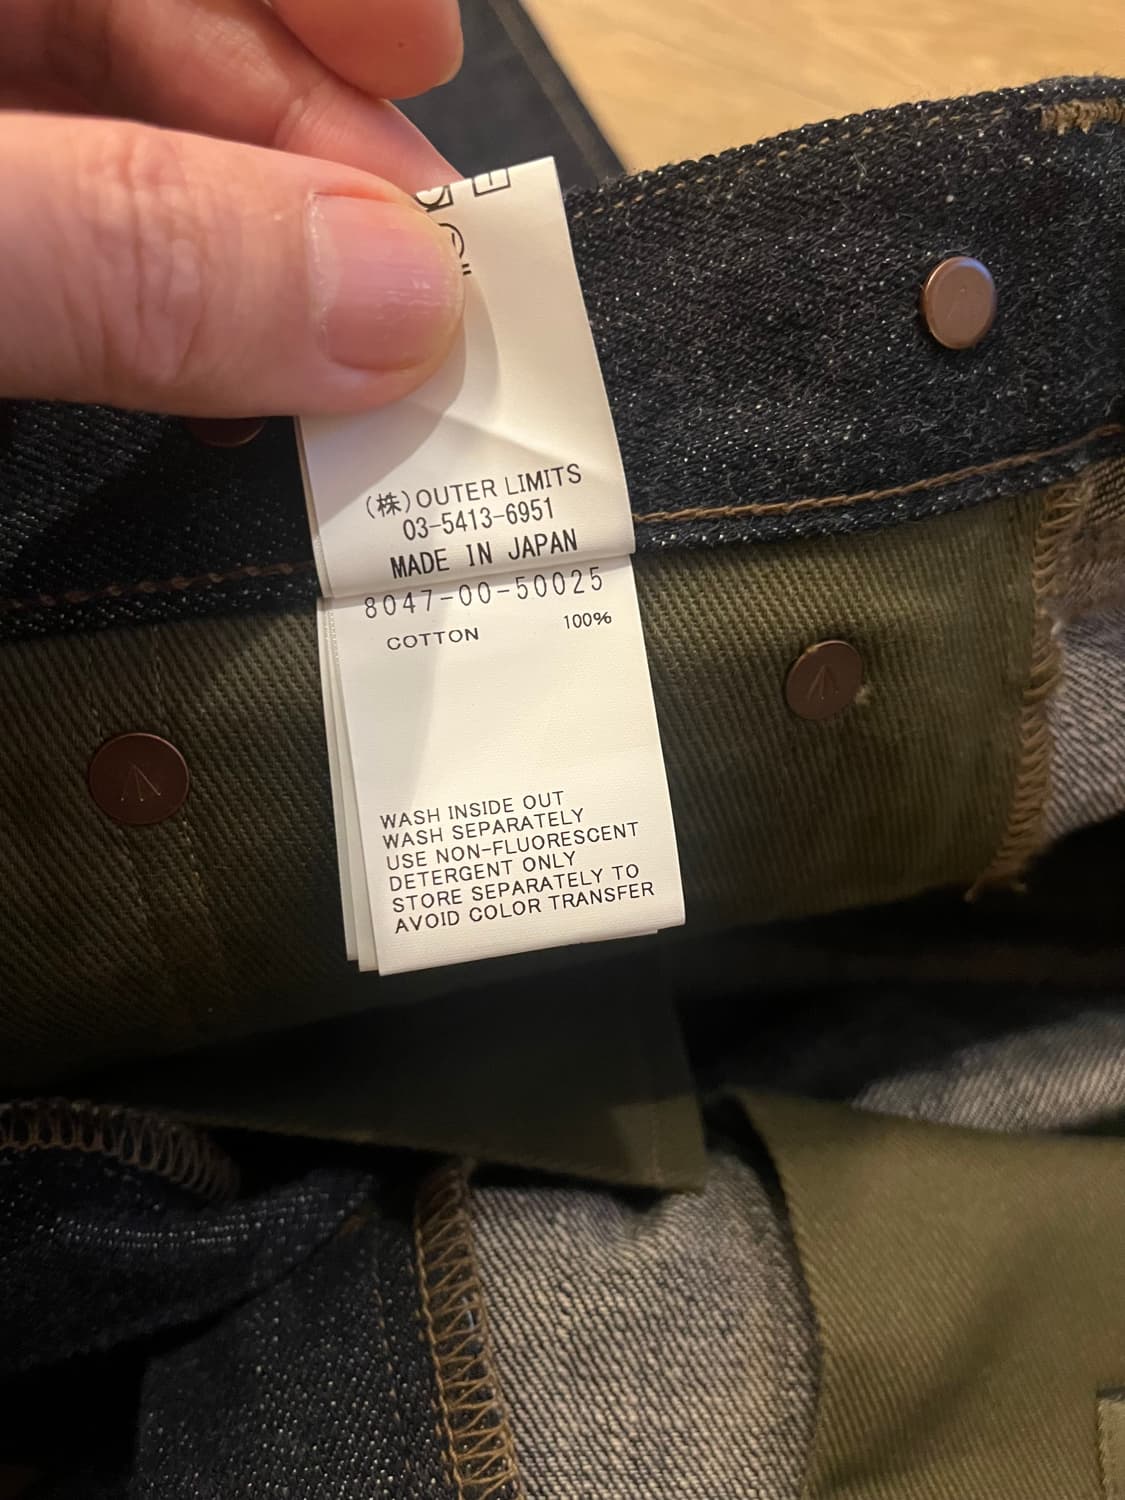 (株)OUTER LIMITS
03-5413-6951
MADE IN JAPAN
8047-00-50025
COTTON 100%
WASH INSIDE OUT
WASH SEPARATELY
USE NON-FLUORESCENT
DETERGENT ONLY
STORE SEPARATELY TO
AVOID COLOR TRANSFER